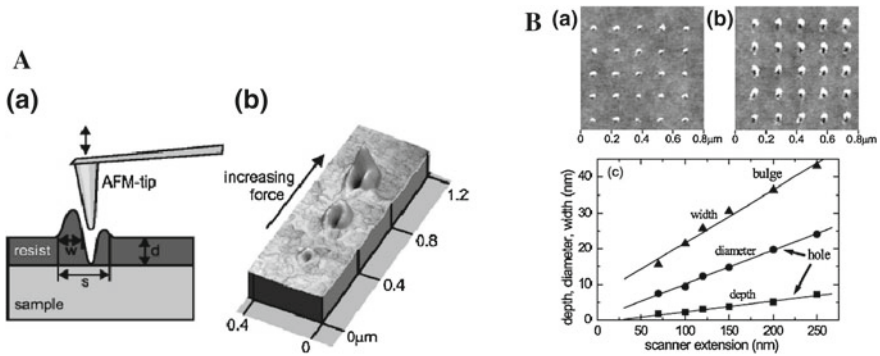 A
(a)
AFM-tip
resist
w
d
s
sample
(b)
increasing
force
1.2
0.8
0.4
0μm
0.4
0
B
(a)
0 0.2 0.4 0.6 0.8μm
(b)
0 0.2 0.4 0.6 0.8μm
(c)
depth, diameter, width (nm)
40
30
20
10
0
bulge
width
diameter
hole
depth
0 50 100 150 200 250
scanner extension (nm)